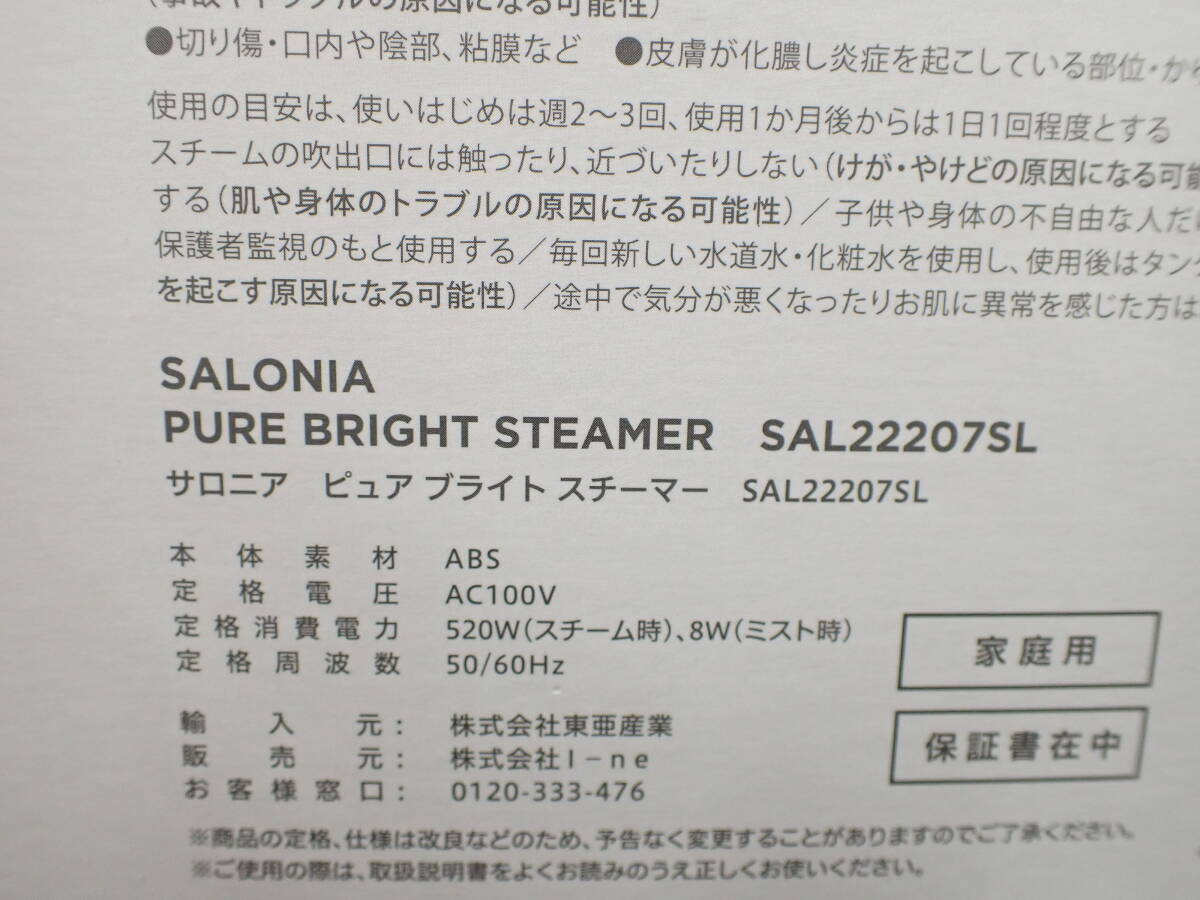 (事故やトラブルの原因になる可能性)
●切り傷・口内や陰部、粘膜など ●皮膚が化膿し炎症を起こしている部位・か
使用の目安は、使いはじめは週2〜3回、使用1か月後からは1日1回程度とする
スチームの吹出口には触ったり、近づいたりしない(けが・やけどの原因になる可能
する(肌や身体のトラブルの原因になる可能性)/子供や身体の不自由な人だ
保護者監視のもと使用する/毎回新しい水道水・化粧水を使用し、使用後はタン
を起こす原因になる可能性)/途中で気分が悪くなったりお肌に異常を感じた方は
SALONIA
PURE BRIGHT STEAMER SAL22207SL
サロニア ピュア ブライト スチーマー SAL22207SL
本体素材 ABS
定格電圧 AC100V
定格消費電力 520W(スチーム時)、8W(ミスト時)
定格周波数 50/60Hz
家庭用
輸入元: 株式会社東亜産業
販売元: 株式会社I-ne
保証書在中
お客様窓口: 0120-333-476
※商品の定格、仕様は改良などのため、予告なく変更することがありますのでご了承ください。
※ご使用の際は、取扱説明書をよくお読みのうえ正しくお使いください。